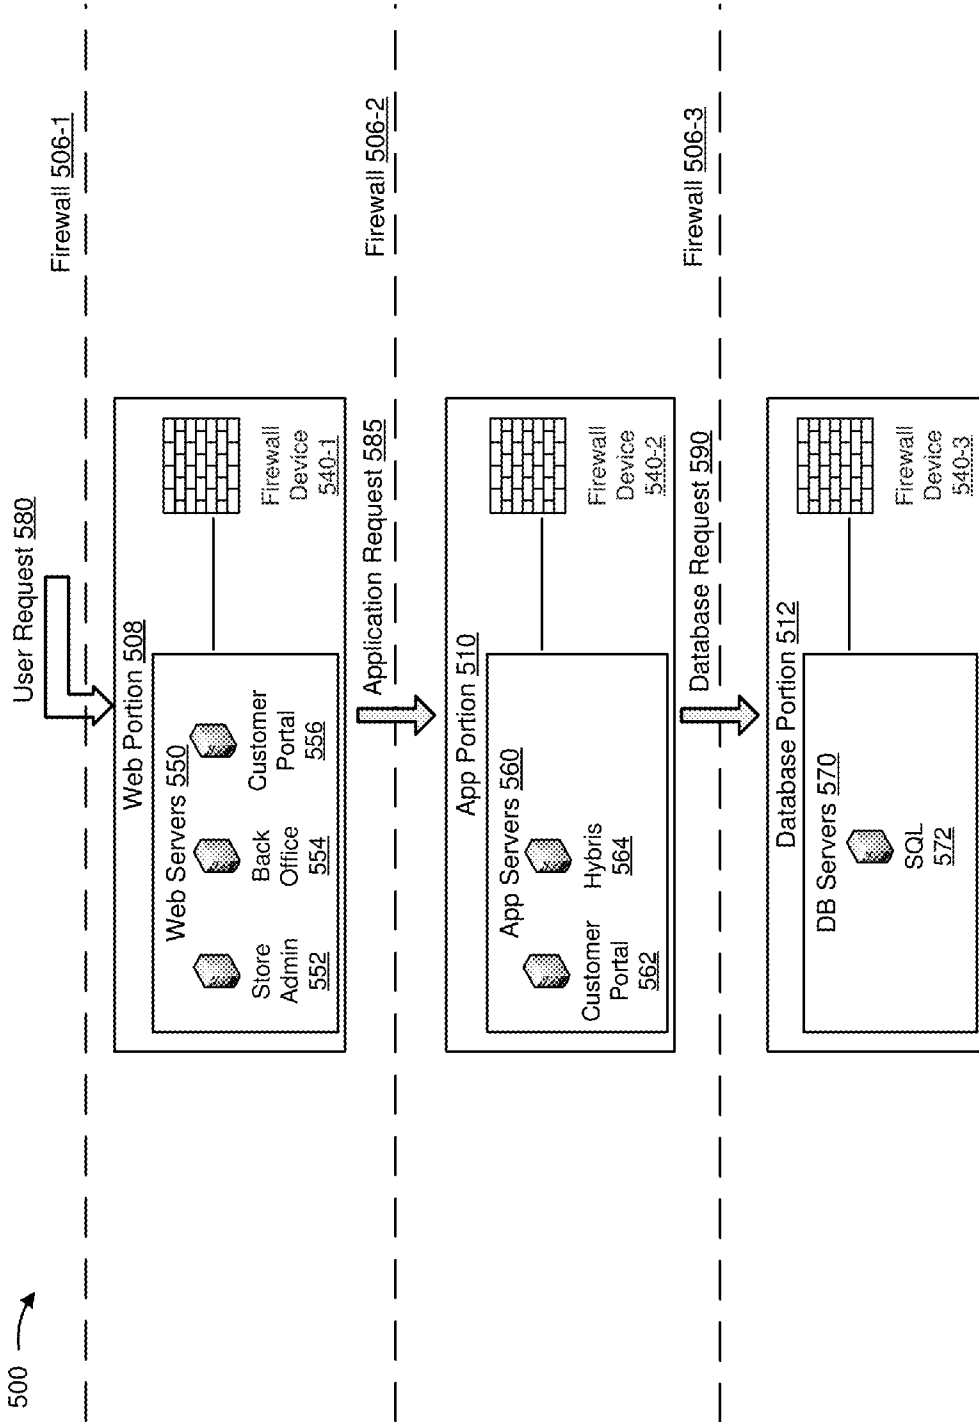 500
User Request 580
Firewall 506-1
Web Portion 508
Web Servers 550
Store
Admin
552
Back
Office
554
Customer
Portal
556
Firewall
Device
540-1
Application Request 585
Firewall 506-2
App Portion 510
App Servers 560
Customer
Portal
562
Hybris
564
Firewall
Device
540-2
Database Request 590
Firewall 506-3
Database Portion 512
DB Servers 570
SQL
572
Firewall
Device
540-3